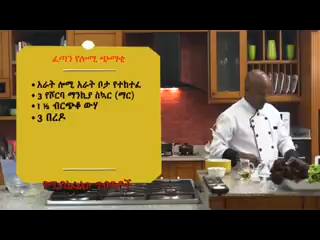 ፈጣን የሎሚ ጭማቂ
• አራት ሎሚ አራት ቦታ የተከተፈ
• 3 የሾርባ ማንኪያ ስኳር (ማር)
• 1 ½ ብርጭቆ ውሃ
• 3 በረዶ